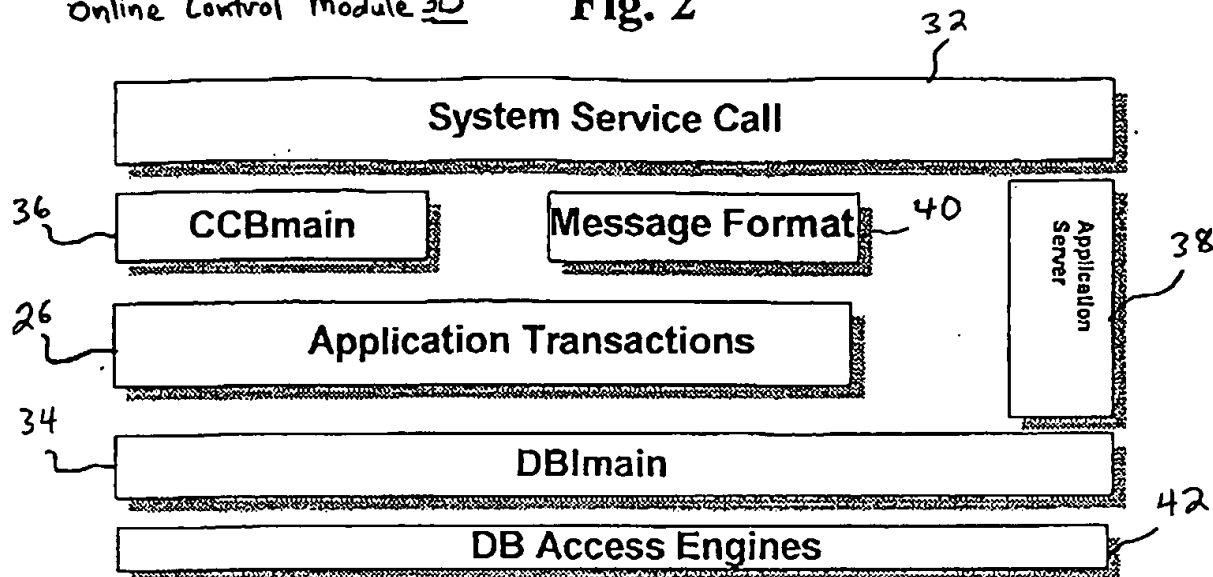 Online Control Module 30 Fig. 2
32
System Service Call
36 CCBmain Message Format 40
Application Server 38
26 Application Transactions
34 DBImain
DB Access Engines 42